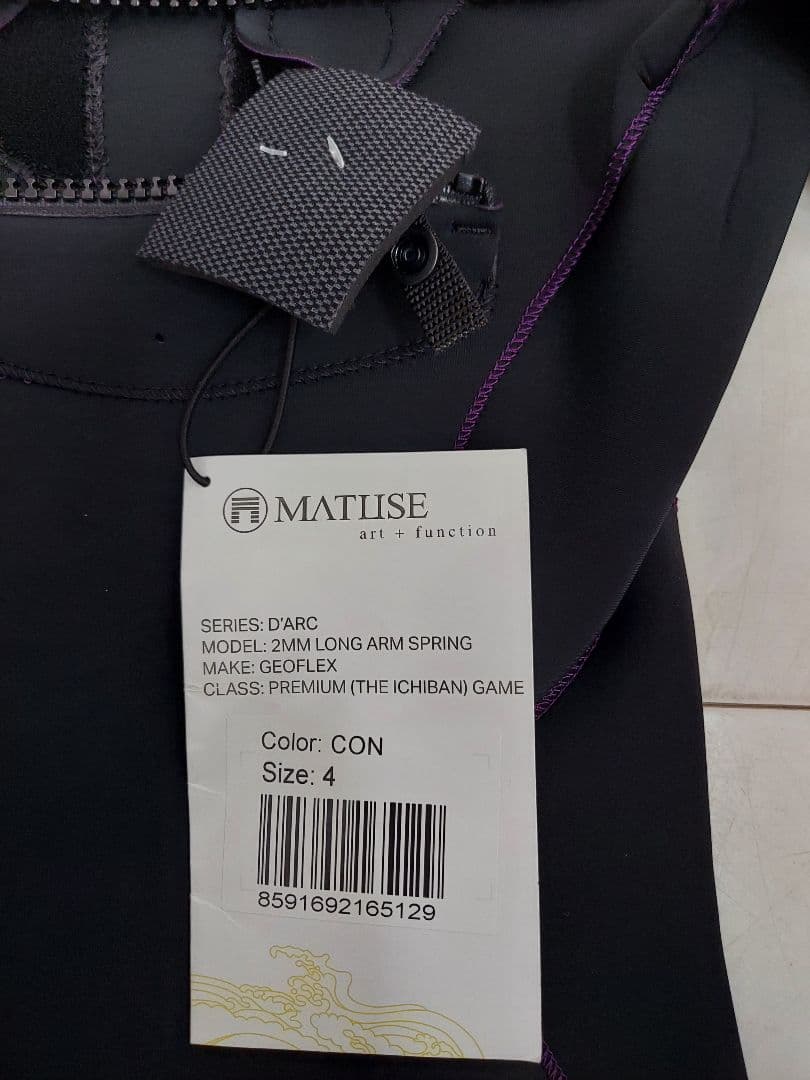 MATUSE
art + function
SERIES: D'ARC
MODEL: 2MM LONG ARM SPRING
MAKE: GEOFLEX
CLASS: PREMIUM (THE ICHIBAN) GAME
Color: CON
Size: 4
8591692165129